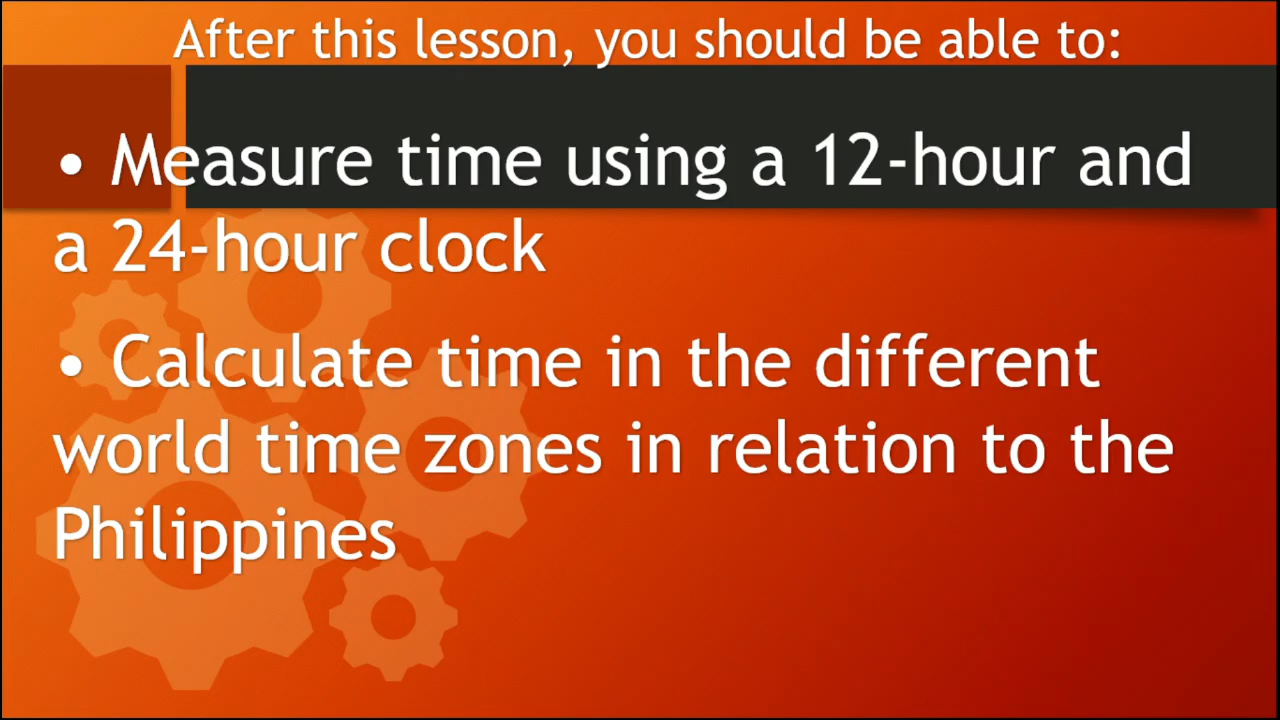 After this lesson, you should be able to:
• Measure time using a 12-hour and
a 24-hour clock
• Calculate time in the different
world time zones in relation to the
Philippines